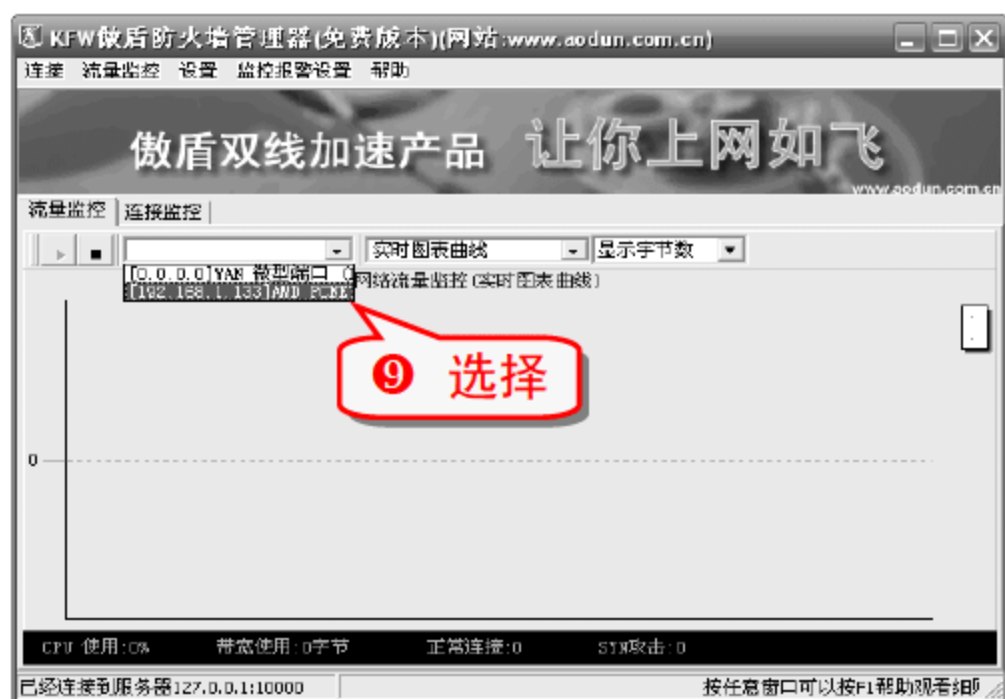 KFW傲盾防火墙管理器(免费版本)(网站:www.aodun.com.cn)
连接 流量监控 设置 监控报警设置 帮助
傲盾双线加速产品 让你上网如飞
www.aodun.com.cn
流量监控 连接监控
实时图表曲线 显示字节数
[0.0.0.0]WAN 微型端口 (
[192.168.1.133]AMD PCNE
网络流量监控(实时图表曲线)
❾ 选择
0
CPU 使用:0% 带宽使用:0字节 正常连接:0 SYN攻击:0
已经连接到服务器127.0.0.1:10000 按任意窗口可以按F1帮助观看细则